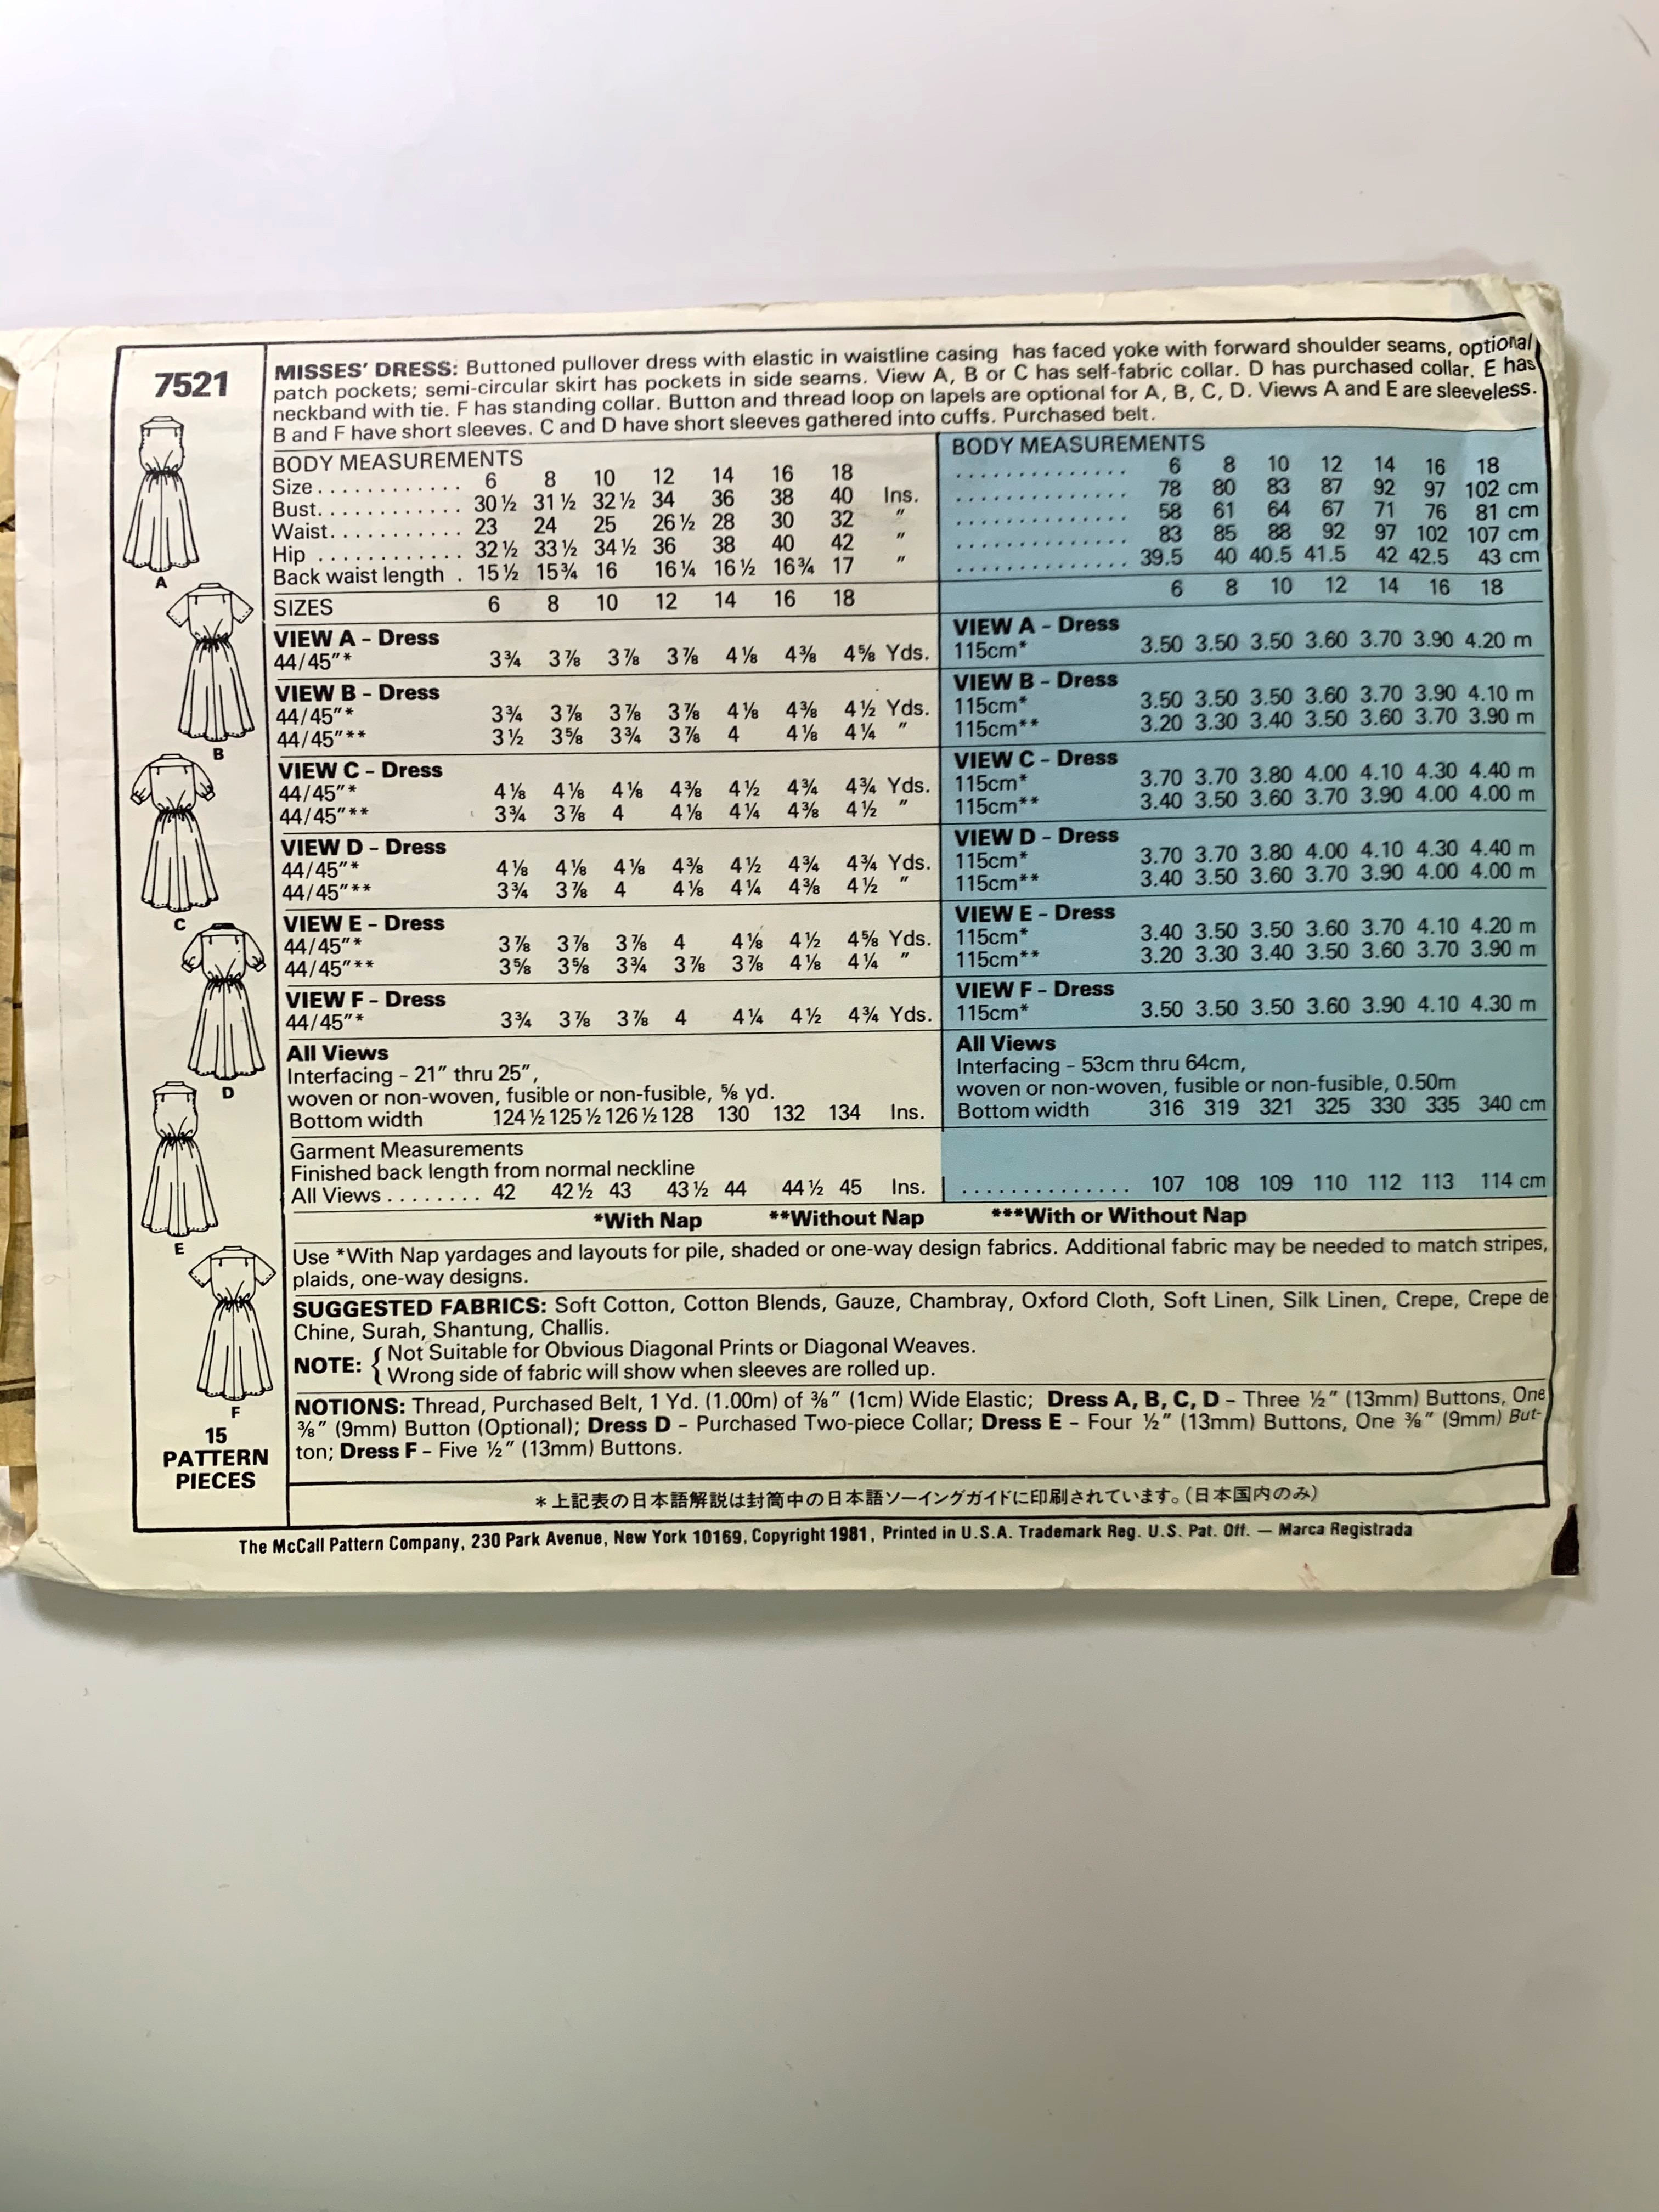 7521
A
B
C
D
E
F
15
PATTERN
PIECES
MISSES' DRESS: Buttoned pullover dress with elastic in waistline casing has faced yoke with forward shoulder seams, optional
patch pockets; semi-circular skirt has pockets in side seams. View A, B or C has self-fabric collar. D has purchased collar. E has
neckband with tie. F has standing collar. Button and thread loop on lapels are optional for A, B, C, D. Views A and E are sleeveless.
B and F have short sleeves. C and D have short sleeves gathered into cuffs. Purchased belt.
BODY MEASUREMENTS
Size............ 6 8 10 12 14 16 18
Bust............ 30½ 31½ 32½ 34 36 38 40 Ins.
Waist........... 23 24 25 26½ 28 30 32 ″
Hip ............ 32½ 33½ 34½ 36 38 40 42 ″
Back waist length . 15½ 15¾ 16 16¼ 16½ 16¾ 17 ″
SIZES 6 8 10 12 14 16 18
VIEW A – Dress
44/45″* 3¾ 3⅞ 3⅞ 3⅞ 4⅛ 4⅜ 4⅝ Yds.
VIEW B – Dress
44/45″* 3¾ 3⅞ 3⅞ 3⅞ 4⅛ 4⅜ 4½ Yds.
44/45″** 3½ 3⅝ 3¾ 3⅞ 4 4⅛ 4¼ ″
VIEW C – Dress
44/45″* 4⅛ 4⅛ 4⅛ 4⅜ 4½ 4¾ 4¾ Yds.
44/45″** 3¾ 3⅞ 4 4⅛ 4¼ 4⅜ 4½ ″
VIEW D – Dress
44/45″* 4⅛ 4⅛ 4⅛ 4⅜ 4½ 4¾ 4¾ Yds.
44/45″** 3¾ 3⅞ 4 4⅛ 4¼ 4⅜ 4½ ″
VIEW E – Dress
44/45″* 3⅞ 3⅞ 3⅞ 4 4⅛ 4½ 4⅝ Yds.
44/45″** 3⅝ 3⅝ 3¾ 3⅞ 3⅞ 4⅛ 4¼ ″
VIEW F – Dress
44/45″* 3¾ 3⅞ 3⅞ 4 4¼ 4½ 4¾ Yds.
All Views
Interfacing – 21″ thru 25″,
woven or non-woven, fusible or non-fusible, ⅝ yd.
Bottom width 124½ 125½ 126½ 128 130 132 134 Ins.
Garment Measurements
Finished back length from normal neckline
All Views ........ 42 42½ 43 43½ 44 44½ 45 Ins.
BODY MEASUREMENTS
.............. 6 8 10 12 14 16 18
.............. 78 80 83 87 92 97 102 cm
.............. 58 61 64 67 71 76 81 cm
.............. 83 85 88 92 97 102 107 cm
.............. 39.5 40 40.5 41.5 42 42.5 43 cm
6 8 10 12 14 16 18
VIEW A – Dress
115cm* 3.50 3.50 3.50 3.60 3.70 3.90 4.20 m
VIEW B – Dress
115cm* 3.50 3.50 3.50 3.60 3.70 3.90 4.10 m
115cm** 3.20 3.30 3.40 3.50 3.60 3.70 3.90 m
VIEW C – Dress
115cm* 3.70 3.70 3.80 4.00 4.10 4.30 4.40 m
115cm** 3.40 3.50 3.60 3.70 3.90 4.00 4.00 m
VIEW D – Dress
115cm* 3.70 3.70 3.80 4.00 4.10 4.30 4.40 m
115cm** 3.40 3.50 3.60 3.70 3.90 4.00 4.00 m
VIEW E – Dress
115cm* 3.40 3.50 3.50 3.60 3.70 4.10 4.20 m
115cm** 3.20 3.30 3.40 3.50 3.60 3.70 3.90 m
VIEW F – Dress
115cm* 3.50 3.50 3.50 3.60 3.90 4.10 4.30 m
All Views
Interfacing – 53cm thru 64cm,
woven or non-woven, fusible or non-fusible, 0.50m
Bottom width 316 319 321 325 330 335 340 cm
.............. 107 108 109 110 112 113 114 cm
*With Nap **Without Nap ***With or Without Nap
Use *With Nap yardages and layouts for pile, shaded or one-way design fabrics. Additional fabric may be needed to match stripes,
plaids, one-way designs.
SUGGESTED FABRICS: Soft Cotton, Cotton Blends, Gauze, Chambray, Oxford Cloth, Soft Linen, Silk Linen, Crepe, Crepe de
Chine, Surah, Shantung, Challis.
NOTE: { Not Suitable for Obvious Diagonal Prints or Diagonal Weaves.
Wrong side of fabric will show when sleeves are rolled up.
NOTIONS: Thread, Purchased Belt, 1 Yd. (1.00m) of ⅜″ (1cm) Wide Elastic; Dress A, B, C, D – Three ½″ (13mm) Buttons, One
⅜″ (9mm) Button (Optional); Dress D – Purchased Two-piece Collar; Dress E – Four ½″ (13mm) Buttons, One ⅜″ (9mm) But-
ton; Dress F – Five ½″ (13mm) Buttons.
*上記表の日本語解説は封筒中の日本語ソーイングガイドに印刷されています。(日本国内のみ)
The McCall Pattern Company, 230 Park Avenue, New York 10169, Copyright 1981, Printed in U.S.A. Trademark Reg. U.S. Pat. Off. — Marca Registrada